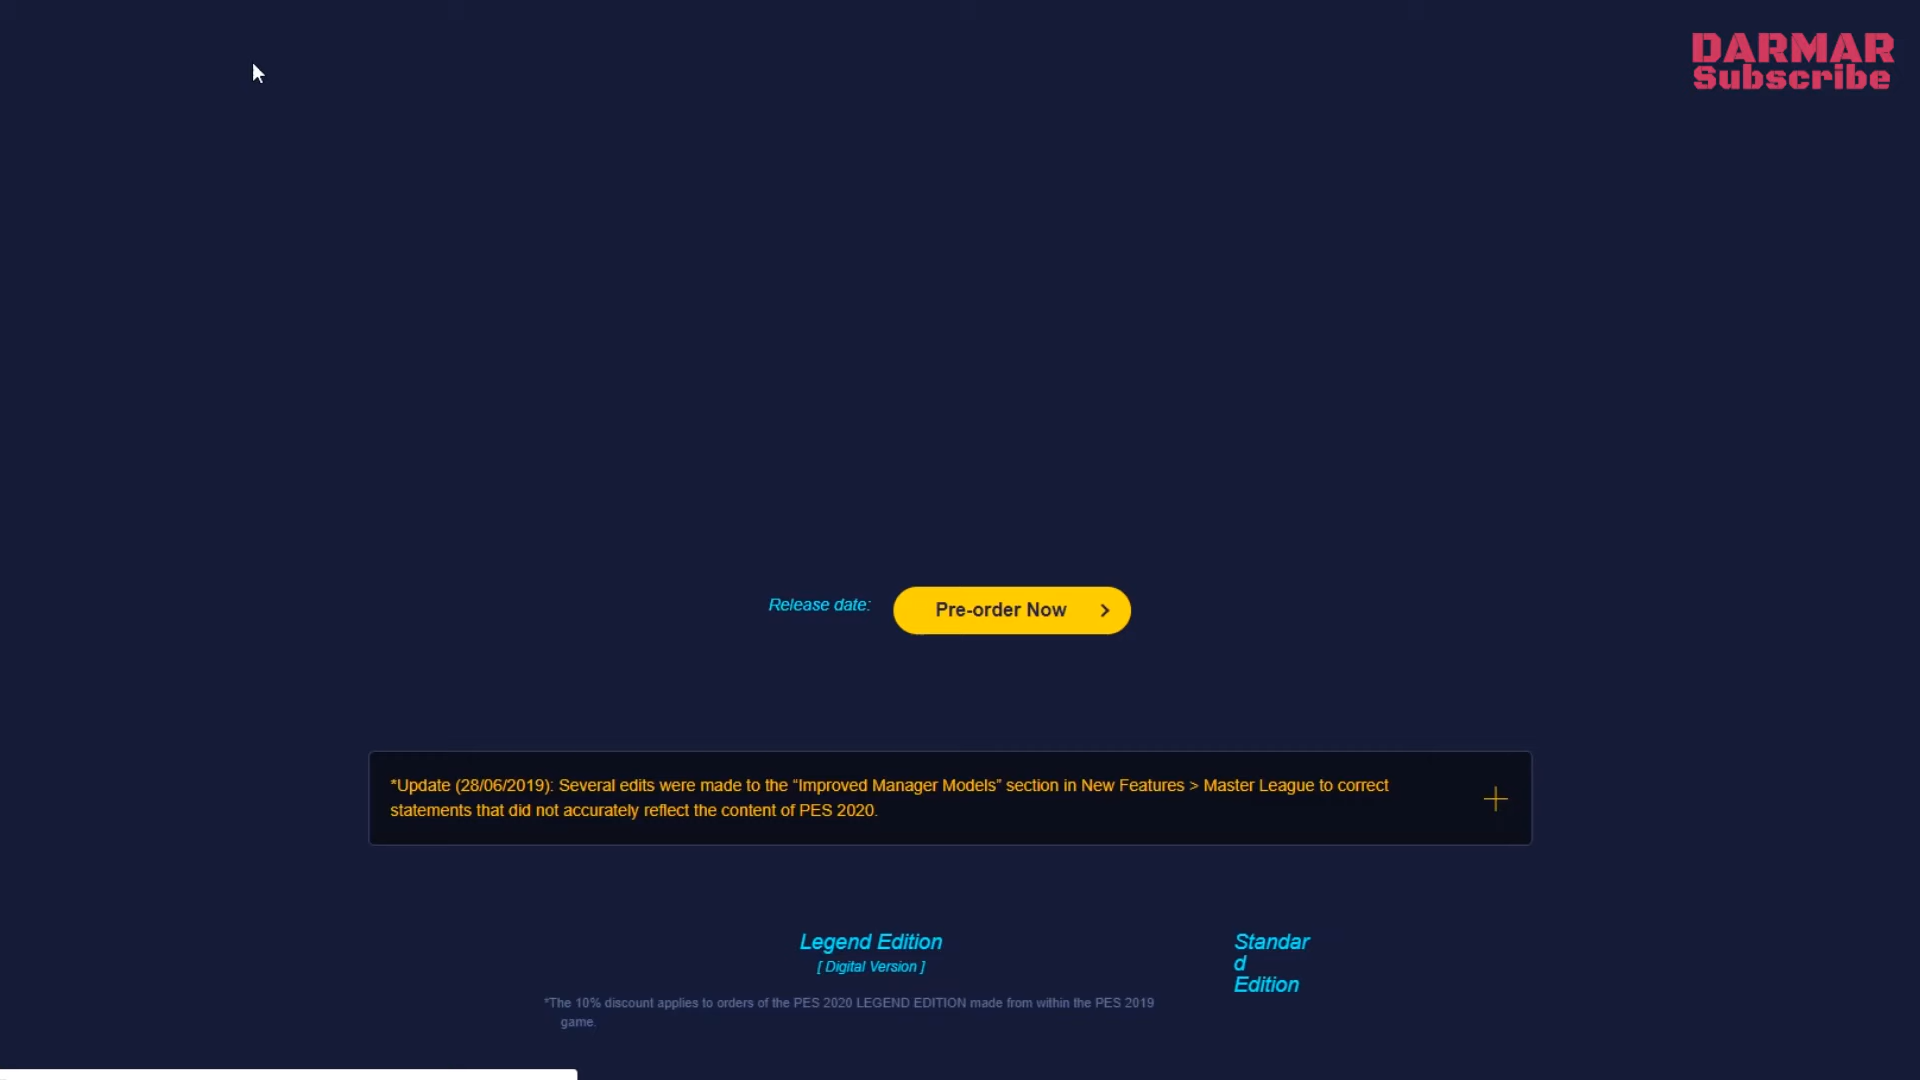 DARMAR
Subscribe
Release date:
Pre-order Now
*Update (28/06/2019): Several edits were made to the “Improved Manager Models” section in New Features > Master League to correct
statements that did not accurately reflect the content of PES 2020.
Legend Edition
[ Digital Version ]
Standar
d
Edition
*The 10% discount applies to orders of the PES 2020 LEGEND EDITION made from within the PES 2019
game.